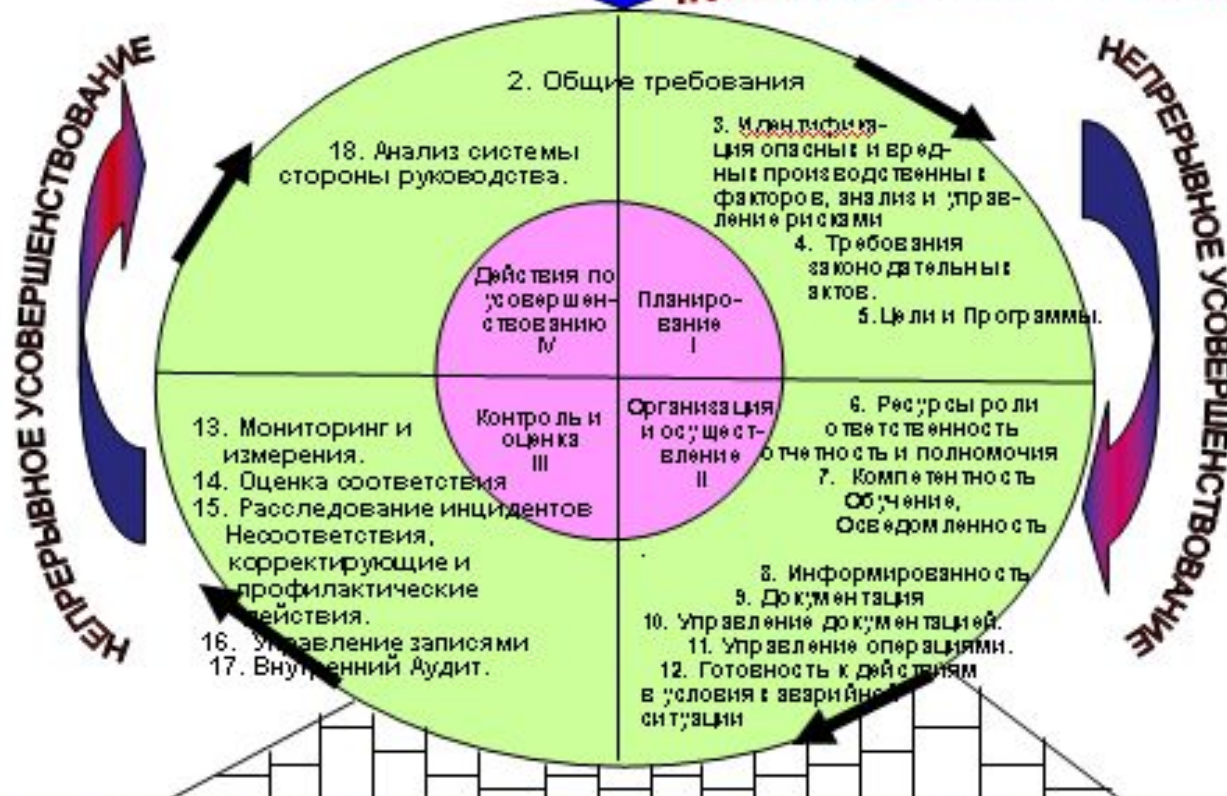 НЕПРЕРЫВНОЕ УСОВЕРШЕНСТВОВАНИЕ
2. Общие требования
18. Анализ системы
стороны руководства.
3. Идентифика-
ция опасных и вред-
ных производственных
факторов, анализ и управ-
ление рисками
4. Требования
законодательных
актов.
5.Цели и Программы.
Действия по
усовершен-
ствованию
IV
Планиро-
вание
I
Контроль и
оценка
III
Организация
и осущест-
вление
II
13. Мониторинг и
измерения.
14. Оценка соответствия
15. Расследование инцидентов
Несоответствия,
корректирующие и
профилактические
действия.
16. Управление записями
17. Внутренний Аудит.
6. Ресурсы роли
ответственность
отчетность и полномочия
7. Компетентность
Обучение,
Осведомленность
.
8. Информированность
9. Документация
10. Управление документацией.
11. Управление операциями.
12. Готовность к действиям
в условиях аварийной
ситуации
НЕПРЕРЫВНОЕ УСОВЕРШЕНСТВОВАНИЕ